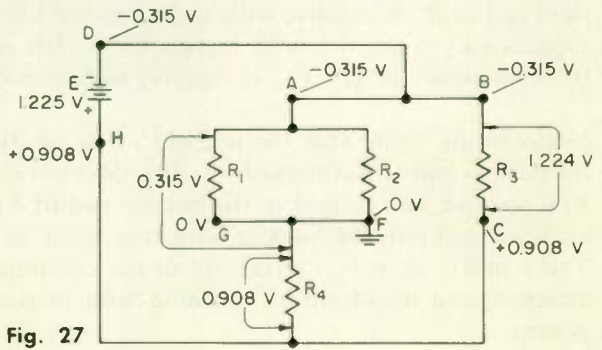 −0.315 V
D
E
−
1.225 V
+
H
+0.908 V
A
−0.315 V
B
−0.315 V
0.315 V
R1
R2
R3
1.224 V
0 V
G
0 V
F
C
+0.908 V
0.908 V
R4
Fig. 27